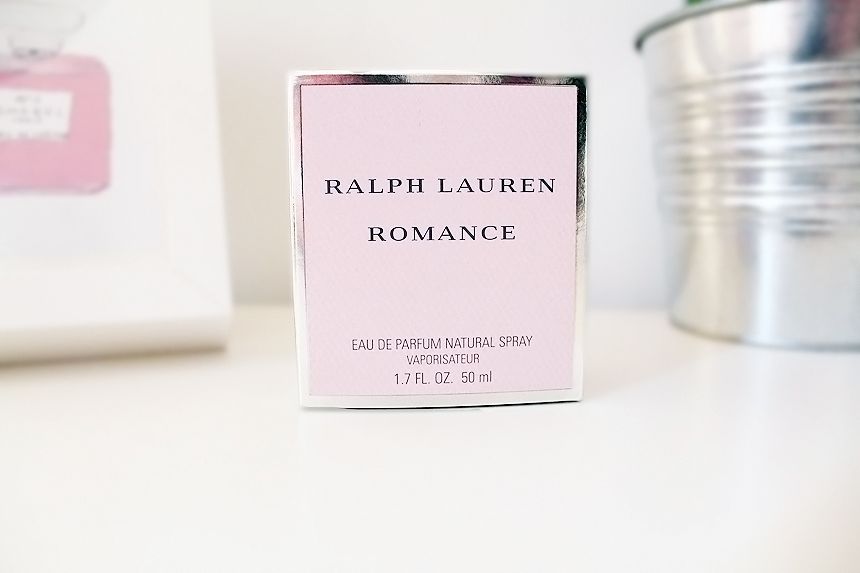 RALPH LAUREN
ROMANCE
EAU DE PARFUM NATURAL SPRAY
VAPORISATEUR
1.7 FL. OZ. 50 ml